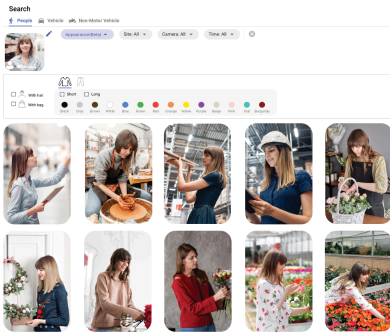 Search
People Vehicle Non-Motor Vehicle
Appearance(Beta) Site: All Camera: All Time: All
With hat
With bag
Short Long
Black Gray Brown White Blue Green Red Orange Yellow Purple Beige Pink Teal Burgundy